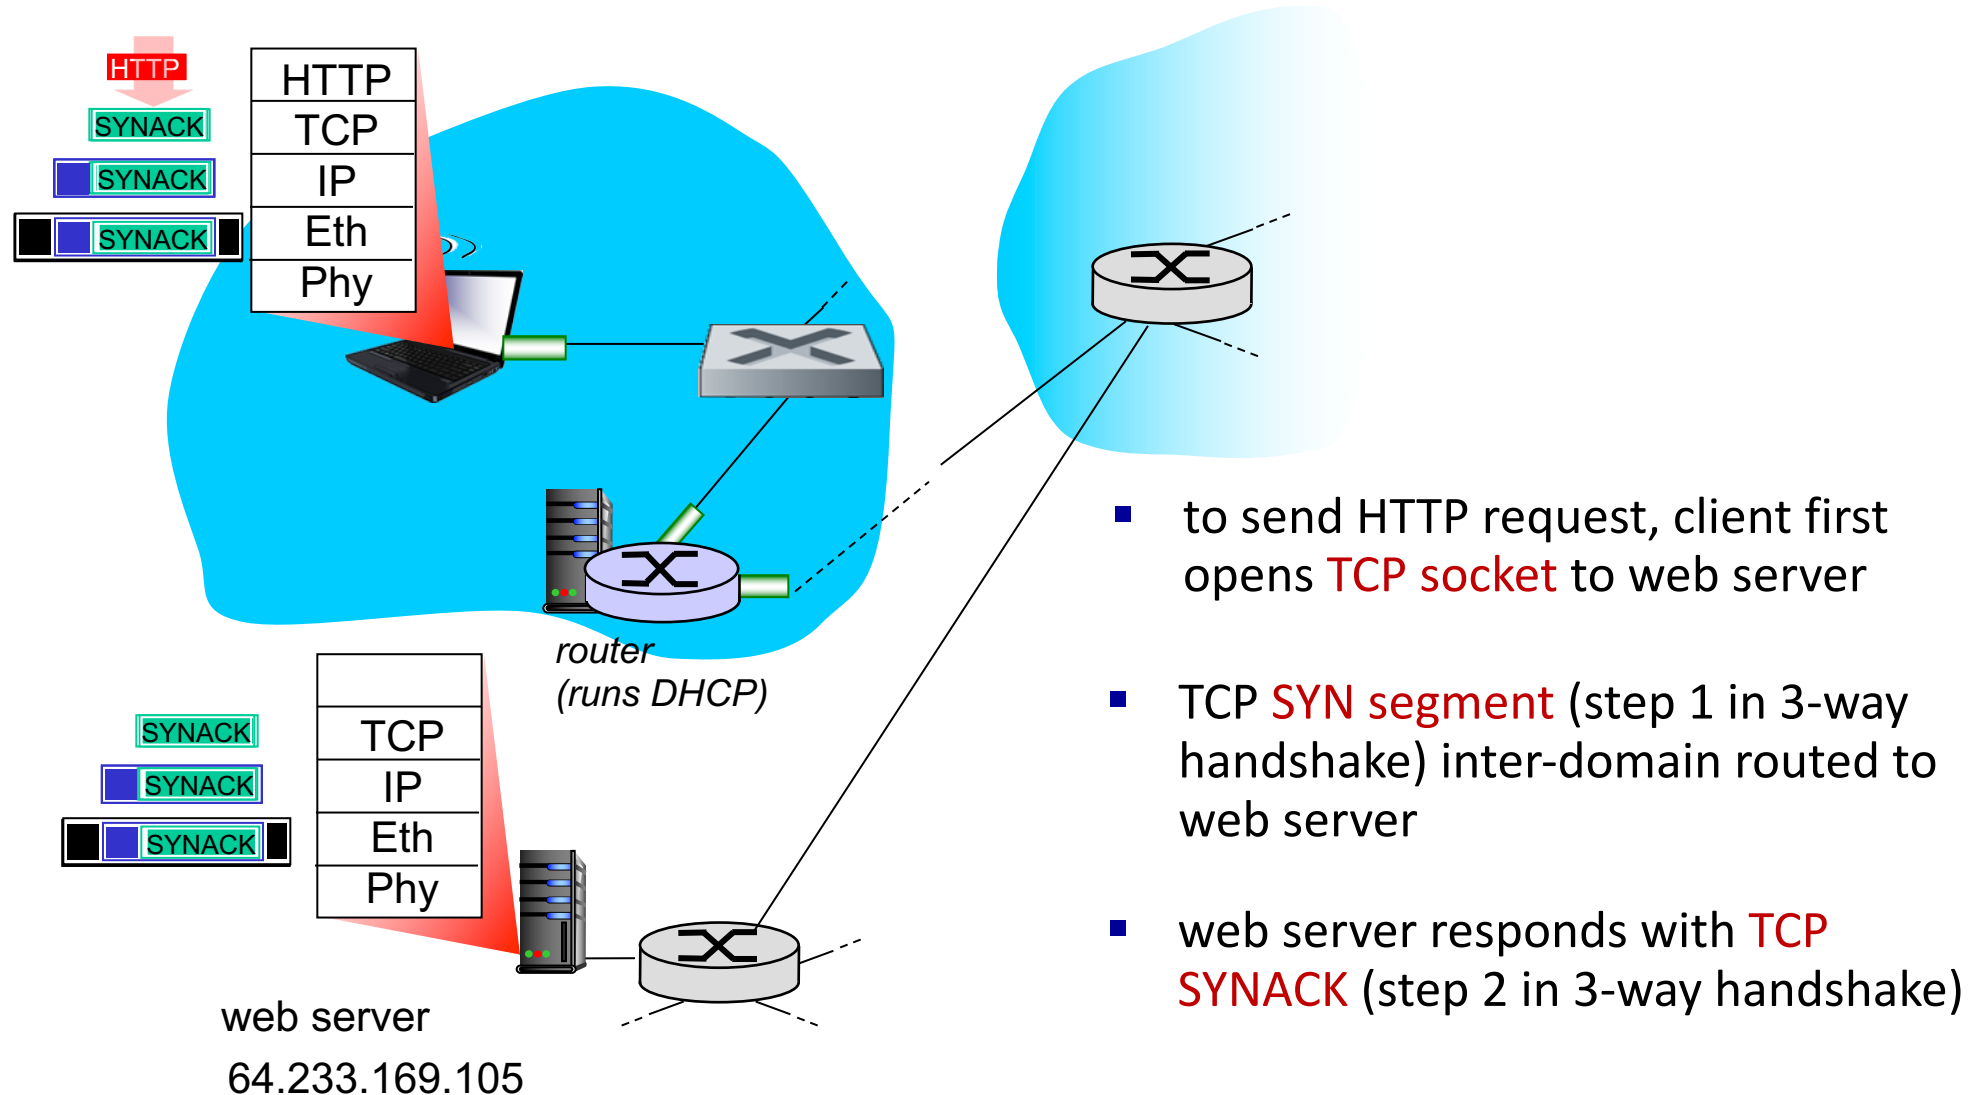 HTTP
SYNACK
SYNACK
SYNACK
HTTP
TCP
IP
Eth
Phy
router
(runs DHCP)
SYNACK
SYNACK
SYNACK
TCP
IP
Eth
Phy
web server
64.233.169.105
to send HTTP request, client first
opens TCP socket to web server
TCP SYN segment (step 1 in 3-way
handshake) inter-domain routed to
web server
web server responds with TCP
SYNACK (step 2 in 3-way handshake)